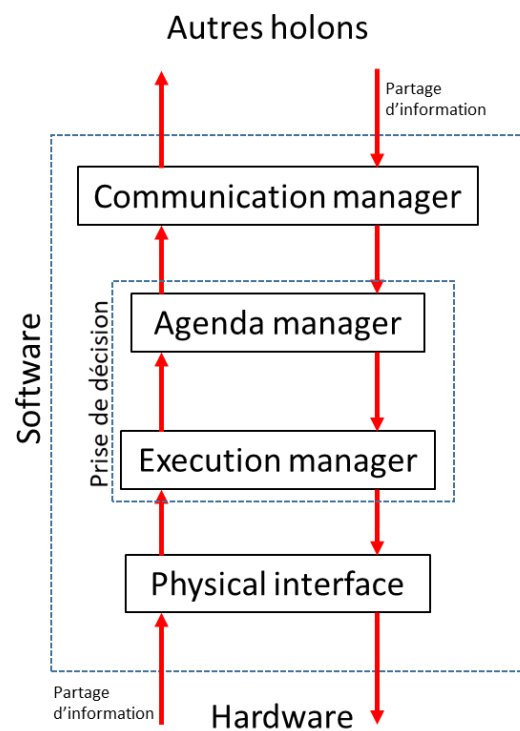 Autres holons
Partage
d’information
Communication manager
Agenda manager
Software
Prise de décision
Execution manager
Physical interface
Partage
d’information
Hardware